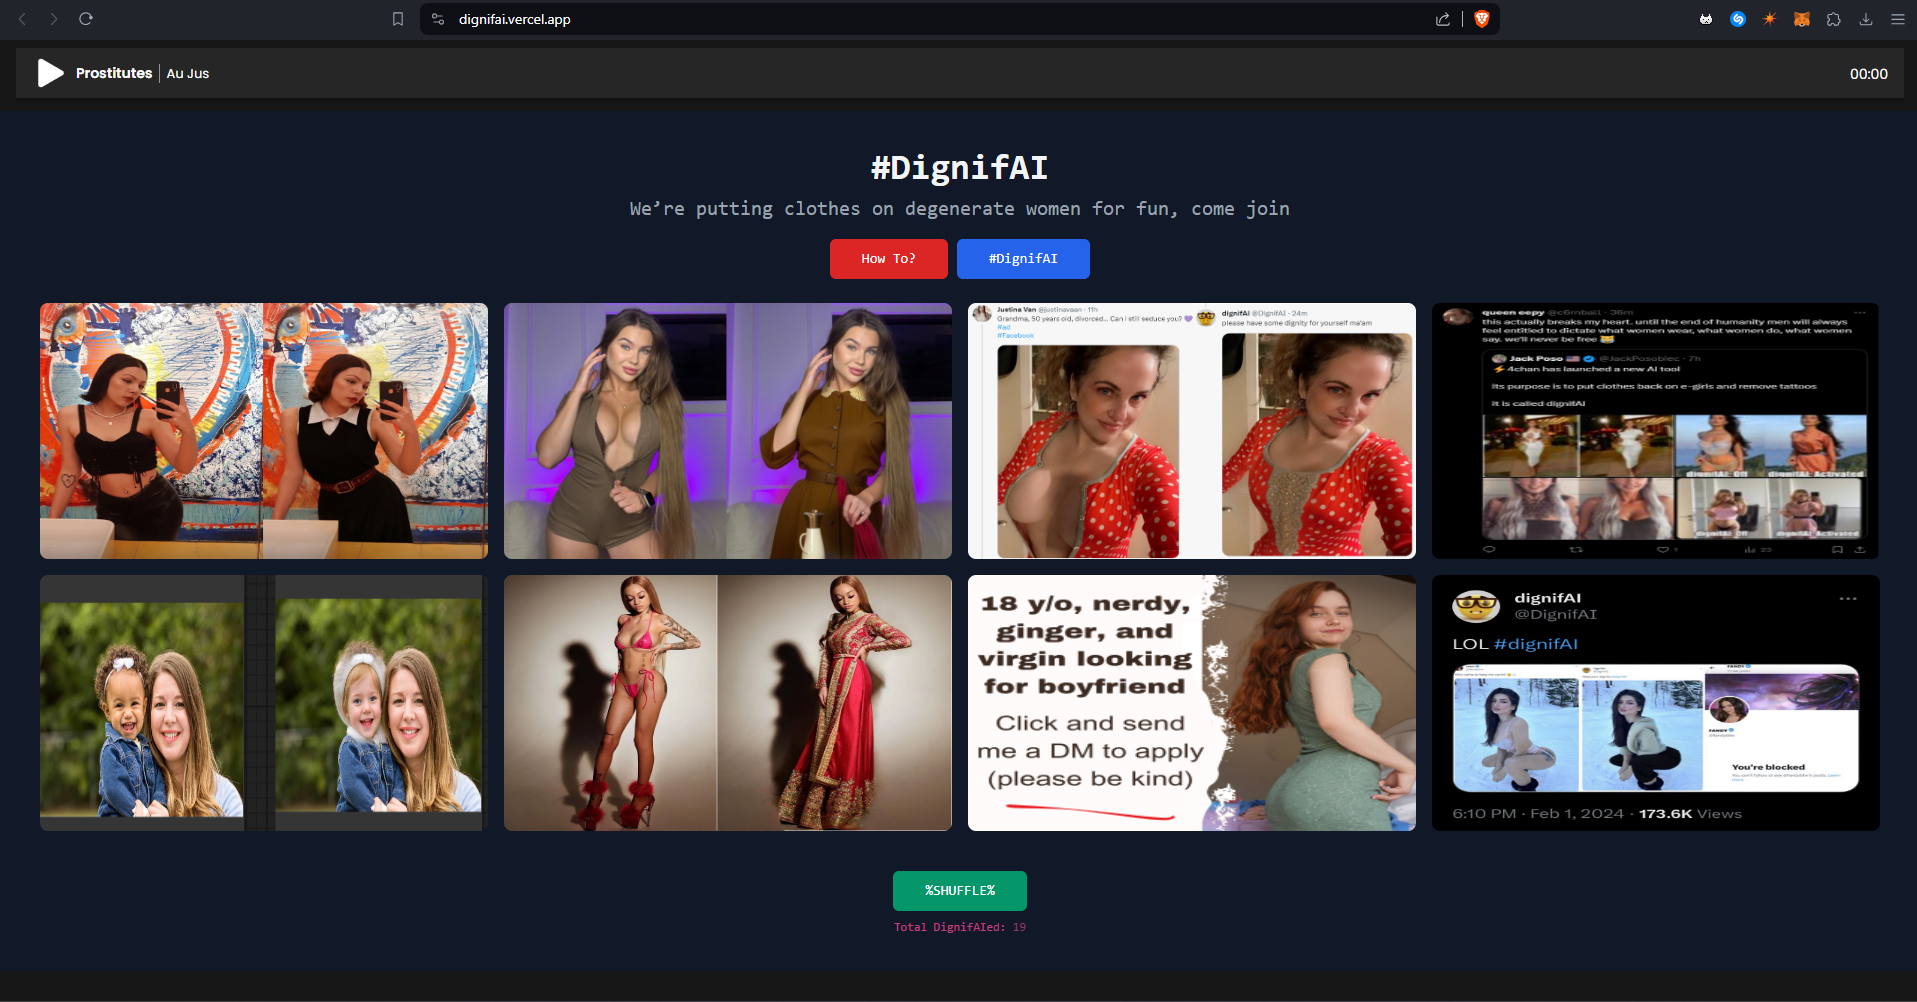 dignifai.vercel.app
Prostitutes | Au Jus
00:00
#DignifAI
We're putting clothes on degenerate women for fun, come join
How To?
#DignifAI
Justina Van @justinavaan · 11h
Grandma, 50 years old, divorced... Can I still seduce you? 💜
#ad
#Facebook
dignifAI @DignifAI · 24m
please have some dignity for yourself ma'am
queen eepy · 36m
this actually breaks my heart. until the end of humanity men will always
feel entitled to dictate what women wear, what women do, what women
say. we'll never be free 😹
Jack Poso 🇺🇸 @JackPosobiec · 7h
⚡4chan has launched a new AI tool
Its purpose is to put clothes back on e-girls and remove tattoos
It is called dignifAI
dignifAI: Off
dignifAI: Activated
dignifAI: Off
dignifAI: Activated
18 y/o, nerdy,
ginger, and
virgin looking
for boyfriend
Click and send
me a DM to apply
(please be kind)
dignifAI
@DignifAI
LOL #dignifAI
FANDY
FANDY
You're blocked
6:10 PM · Feb 1, 2024 · 173.6K Views
%SHUFFLE%
Total DignifAIed: 19